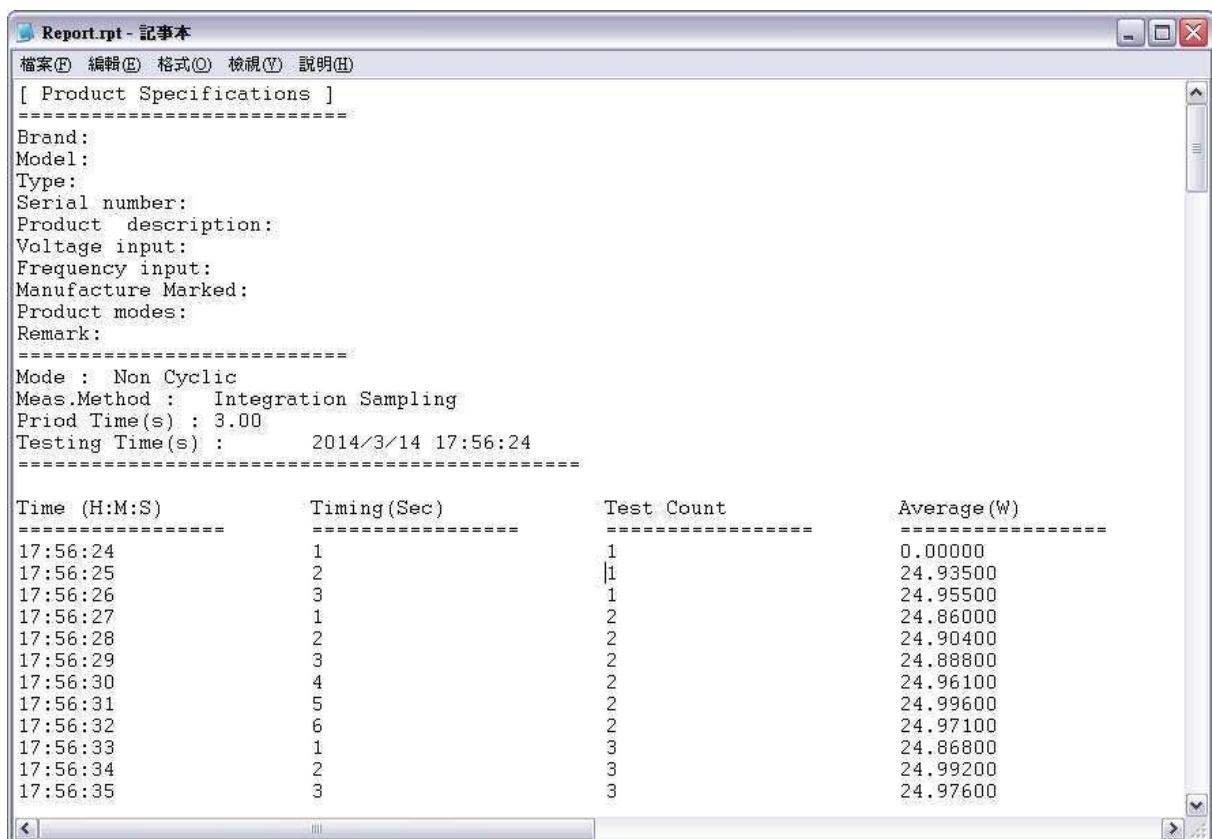 Report.rpt - 記事本
檔案(F) 編輯(E) 格式(O) 檢視(V) 說明(H)
[ Product Specifications ]
===========================
Brand:
Model:
Type:
Serial number:
Product  description:
Voltage input:
Frequency input:
Manufacture Marked:
Product modes:
Remark:
===========================
Mode :  Non Cyclic
Meas.Method :   Integration Sampling
Priod Time(s) : 3.00
Testing Time(s) :       2014/3/14 17:56:24
==============================================
Time (H:M:S) Timing(Sec) Test Count Average(W)
================= ================= ================= =================
17:56:24 1 1 0.00000
17:56:25 2 1 24.93500
17:56:26 3 1 24.95500
17:56:27 1 2 24.86000
17:56:28 2 2 24.90400
17:56:29 3 2 24.88800
17:56:30 4 2 24.96100
17:56:31 5 2 24.99600
17:56:32 6 2 24.97100
17:56:33 1 3 24.86800
17:56:34 2 3 24.99200
17:56:35 3 3 24.97600